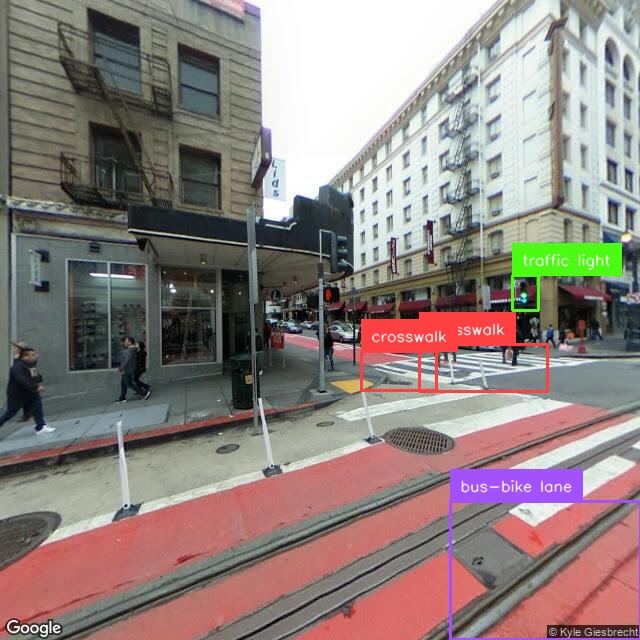 Lids
traffic light
crosswalk
sswalk
bus-bike lane
Google
© Kyle Giesbrecht